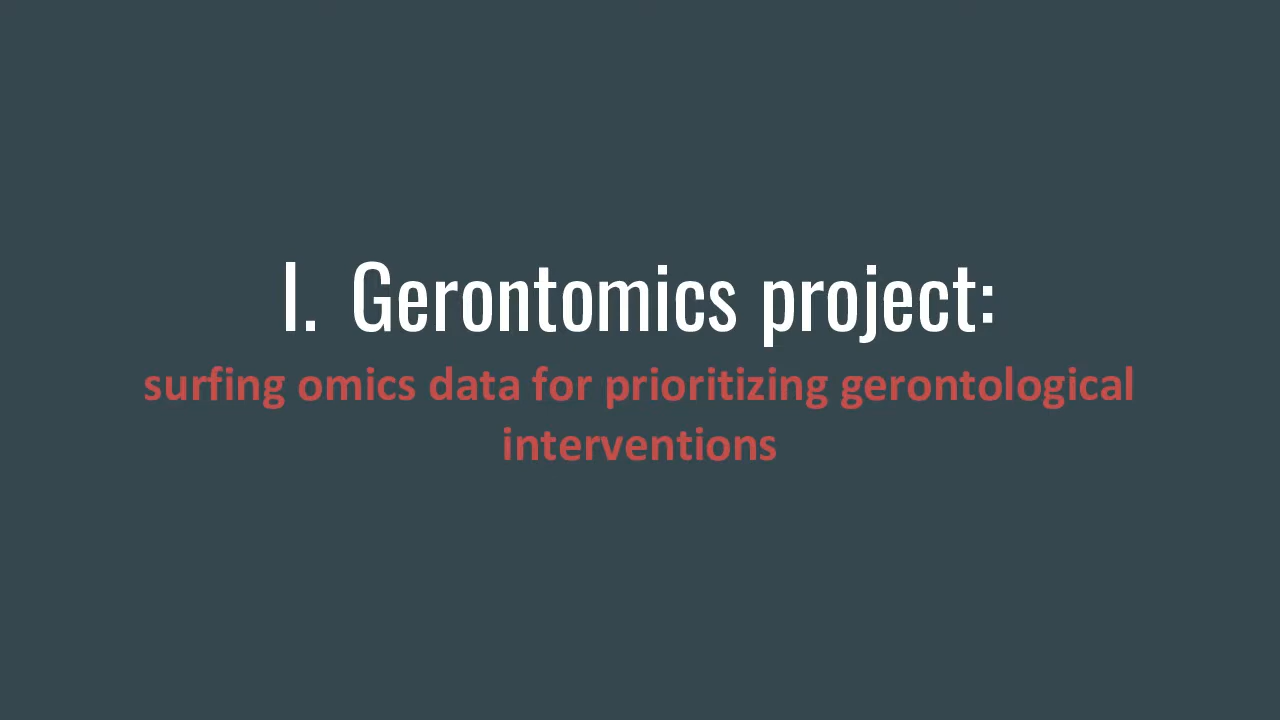 I. Gerontomics project:
surfing omics data for prioritizing gerontological
interventions